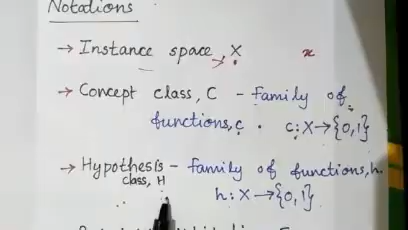 Notations
→ Instance space, X x
→ Concept class, C - Family of
functions, c. c: X→{0,1}
→ Hypothesis - family of functions, h.
class, H h: X→{0,1}